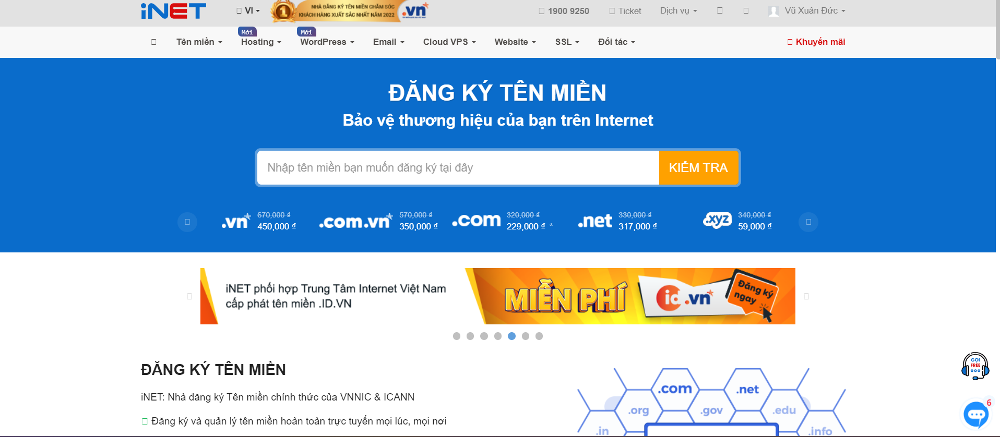 iNET
VI
NHÀ ĐĂNG KÝ TÊN MIỀN CHĂM SÓC
KHÁCH HÀNG XUẤT SẮC NHẤT NĂM 2022
.vn
1900 9250
Ticket
Dịch vụ
Vũ Xuân Đức
Tên miền
Mới
Hosting
Mới
WordPress
Email
Cloud VPS
Website
SSL
Đối tác
Khuyến mãi
ĐĂNG KÝ TÊN MIỀN
Bảo vệ thương hiệu của bạn trên Internet
Nhập tên miền bạn muốn đăng ký tại đây
KIỂM TRA
.vn
670,000 ₫
450,000 ₫
.com.vn
570,000 ₫
350,000 ₫
.com
320,000 ₫
229,000 ₫ *
.net
330,000 ₫
317,000 ₫
.xyz
340,000 ₫
59,000 ₫
iNET phối hợp Trung Tâm Internet Việt Nam
cấp phát tên miền .ID.VN
MIỄN PHÍ
id.vn
Đăng ký
ngay
ĐĂNG KÝ TÊN MIỀN
iNET: Nhà đăng ký Tên miền chính thức của VNNIC & ICANN
Đăng ký và quản lý tên miền hoàn toàn trực tuyến mọi lúc, mọi nơi
.com
.net
.org
.gov
.edu
.in
.info
GỌI
FREE
6